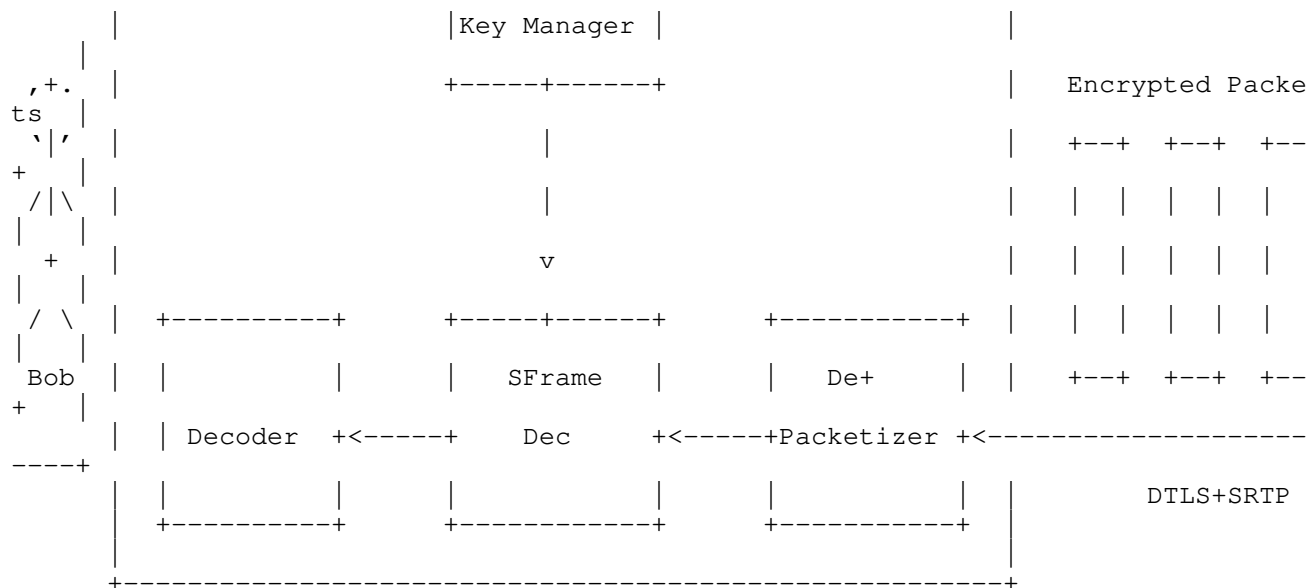 Key Manager
Encrypted Packe
ts
Bob SFrame De+
Decoder Dec Packetizer
DTLS+SRTP